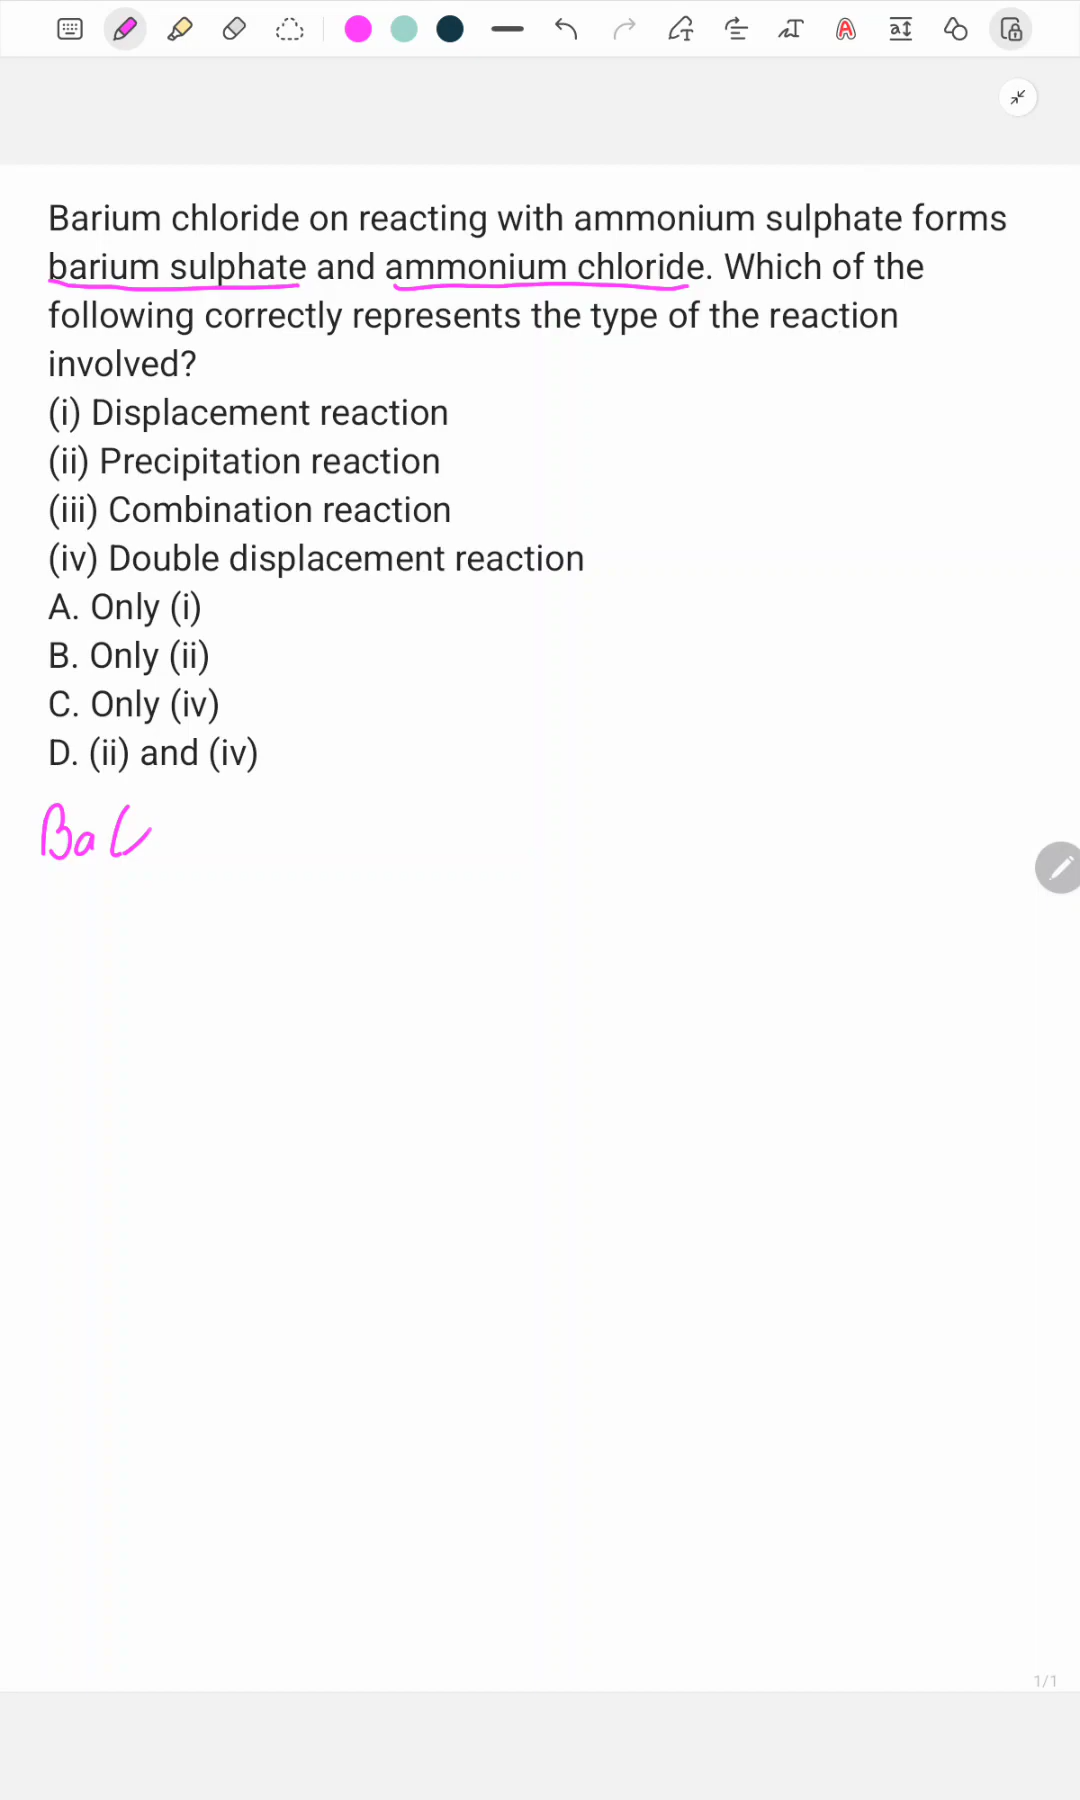 Barium chloride on reacting with ammonium sulphate forms
barium sulphate and ammonium chloride. Which of the
following correctly represents the type of the reaction
involved?
(i) Displacement reaction
(ii) Precipitation reaction
(iii) Combination reaction
(iv) Double displacement reaction
A. Only (i)
B. Only (ii)
C. Only (iv)
D. (ii) and (iv)
Ba C
1/1